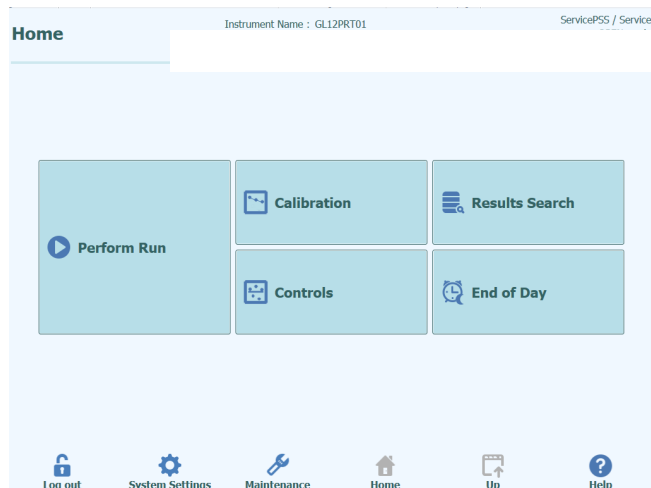 Home
Instrument Name : GL12PRT01
ServicePSS / Service
Perform Run
Calibration
Results Search
Controls
End of Day
Log out
System Settings
Maintenance
Home
Up
Help